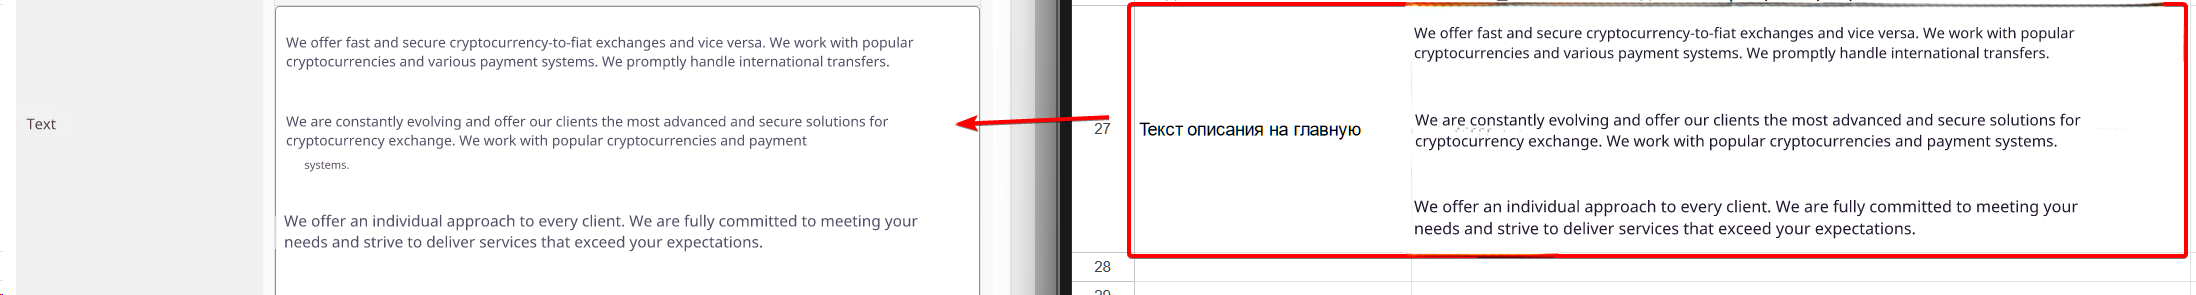 Text
We offer fast and secure cryptocurrency-to-fiat exchanges and vice versa. We work with popular
cryptocurrencies and various payment systems. We promptly handle international transfers.
We are constantly evolving and offer our clients the most advanced and secure solutions for
cryptocurrency exchange. We work with popular cryptocurrencies and payment
systems.
We offer an individual approach to every client. We are fully committed to meeting your
needs and strive to deliver services that exceed your expectations.
27
Текст описания на главную
We offer fast and secure cryptocurrency-to-fiat exchanges and vice versa. We work with popular
cryptocurrencies and various payment systems. We promptly handle international transfers.
We are constantly evolving and offer our clients the most advanced and secure solutions for
cryptocurrency exchange. We work with popular cryptocurrencies and payment systems.
We offer an individual approach to every client. We are fully committed to meeting your
needs and strive to deliver services that exceed your expectations.
28